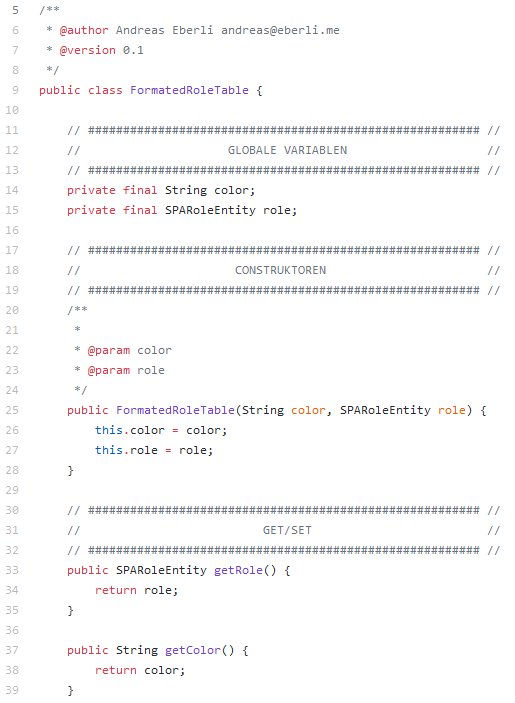 5 /**
6  * @author Andreas Eberli andreas@eberli.me
7  * @version 0.1
8  */
9 public class FormatedRoleTable {
10
11     // ######################################################## //
12     //                     GLOBALE VARIABLEN                    //
13     // ######################################################## //
14     private final String color;
15     private final SPARoleEntity role;
16
17     // ######################################################## //
18     //                      CONSTRUKTOREN                       //
19     // ######################################################## //
20     /**
21      *
22      * @param color
23      * @param role
24      */
25     public FormatedRoleTable(String color, SPARoleEntity role) {
26         this.color = color;
27         this.role = role;
28     }
29
30     // ######################################################## //
31     //                          GET/SET                         //
32     // ######################################################## //
33     public SPARoleEntity getRole() {
34         return role;
35     }
36
37     public String getColor() {
38         return color;
39     }